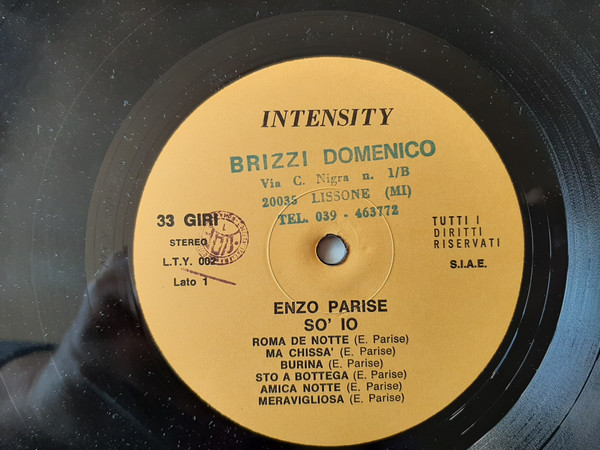 INTENSITY
BRIZZI DOMENICO
Via C. Nigra n. 1/B
20035 LISSONE (MI)
TEL. 039 - 463772
33 GIRI
STEREO
L.T.Y. 002
Lato 1
TUTTI I
DIRITTI
RISERVATI
S.I.A.E.
ENZO PARISE
SO' IO
ROMA DE NOTTE (E. Parise)
MA CHISSA' (E. Parise)
BURINA (E. Parise)
STO A BOTTEGA (E. Parise)
AMICA NOTTE (E. Parise)
MERAVIGLIOSA (E. Parise)